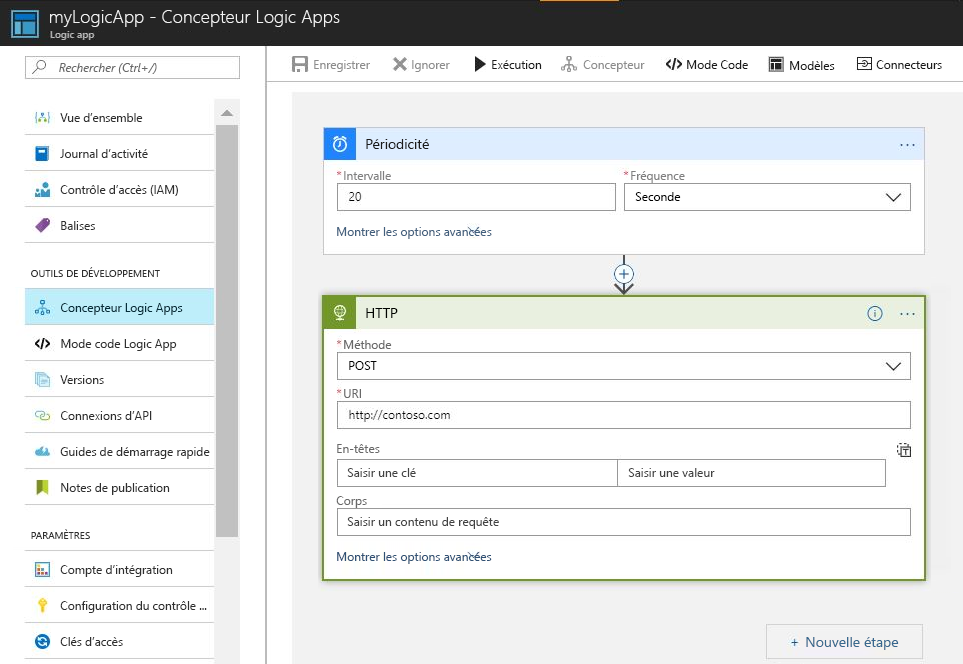 myLogicApp - Concepteur Logic Apps
Logic app
Rechercher (Ctrl+/)
Vue d'ensemble
Journal d'activité
Contrôle d'accès (IAM)
Balises
OUTILS DE DÉVELOPPEMENT
Concepteur Logic Apps
Mode code Logic App
Versions
Connexions d'API
Guides de démarrage rapide
Notes de publication
PARAMÈTRES
Compte d'intégration
Configuration du contrôle ...
Clés d'accès
Enregistrer
Ignorer
Exécution
Concepteur
Mode Code
Modèles
Connecteurs
Périodicité
*Intervalle
*Fréquence
20
Seconde
Montrer les options avancées
HTTP
*Méthode
POST
*URI
http://contoso.com
En-têtes
Saisir une clé
Saisir une valeur
Corps
Saisir un contenu de requête
Montrer les options avancées
+ Nouvelle étape